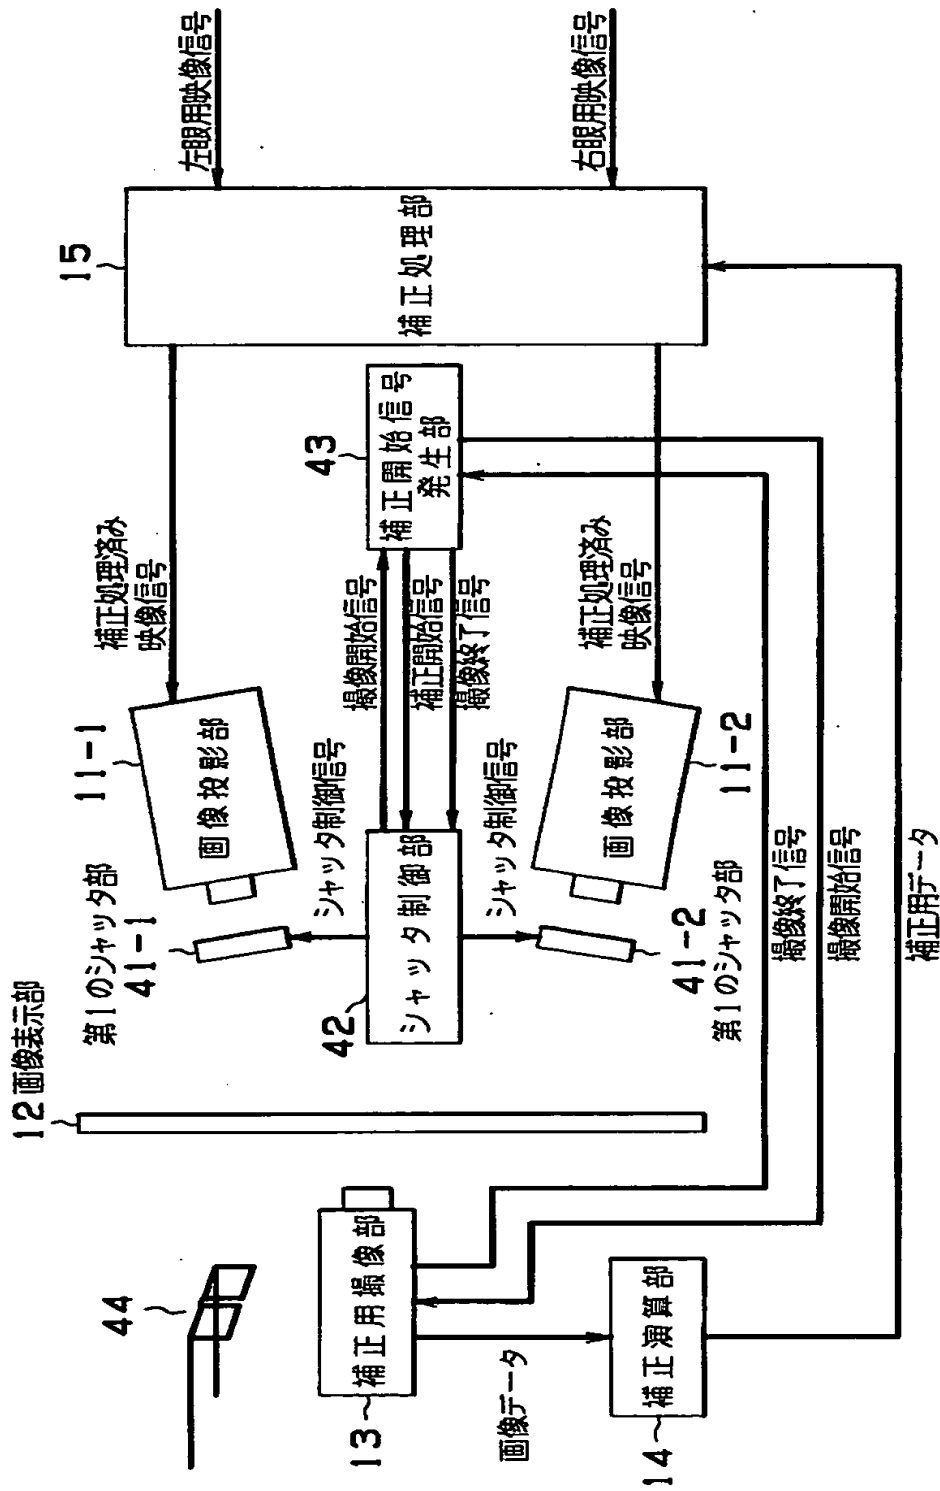 12 画像表示部
44
13
補正用撮像部
画像データ
14
補正演算部
第1のシャッタ部
41-1
11-1
画像投影部
補正処理済み
映像信号
15
補正処理部
左眼用映像信号
右眼用映像信号
42
シャッタ制御部
シャッタ制御信号
シャッタ制御信号
撮像開始信号
補正開始信号
撮像終了信号
43
補正開始信号
発生部
第1のシャッタ部
41-2
11-2
画像投影部
補正処理済み
映像信号
撮像終了信号
撮像開始信号
補正用データ